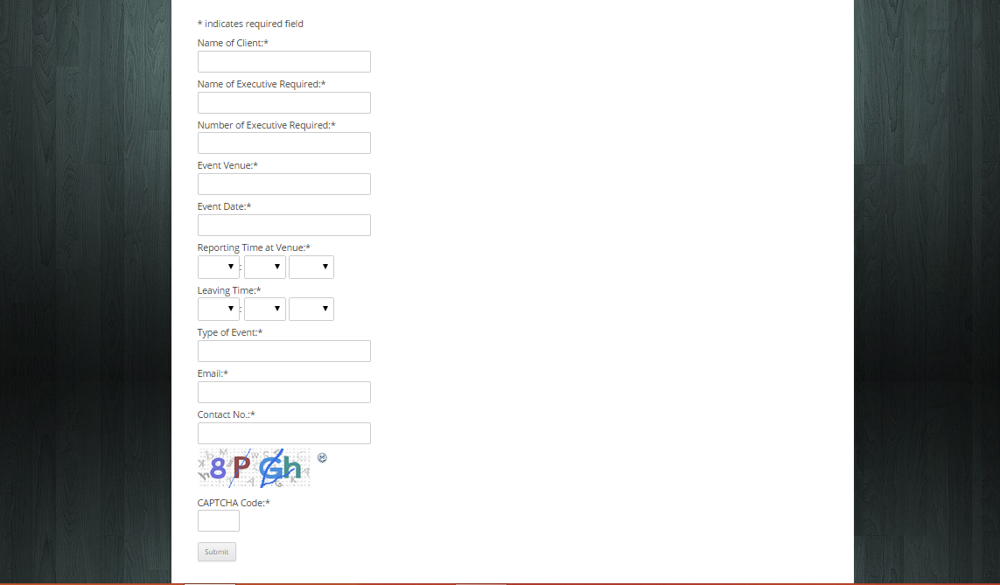 * indicates required field
Name of Client:*
Name of Executive Required:*
Number of Executive Required:*
Event Venue:*
Event Date:*
Reporting Time at Venue:*
:
Leaving Time:*
:
Type of Event:*
Email:*
Contact No.:*
8PGh
CAPTCHA Code:*
Submit